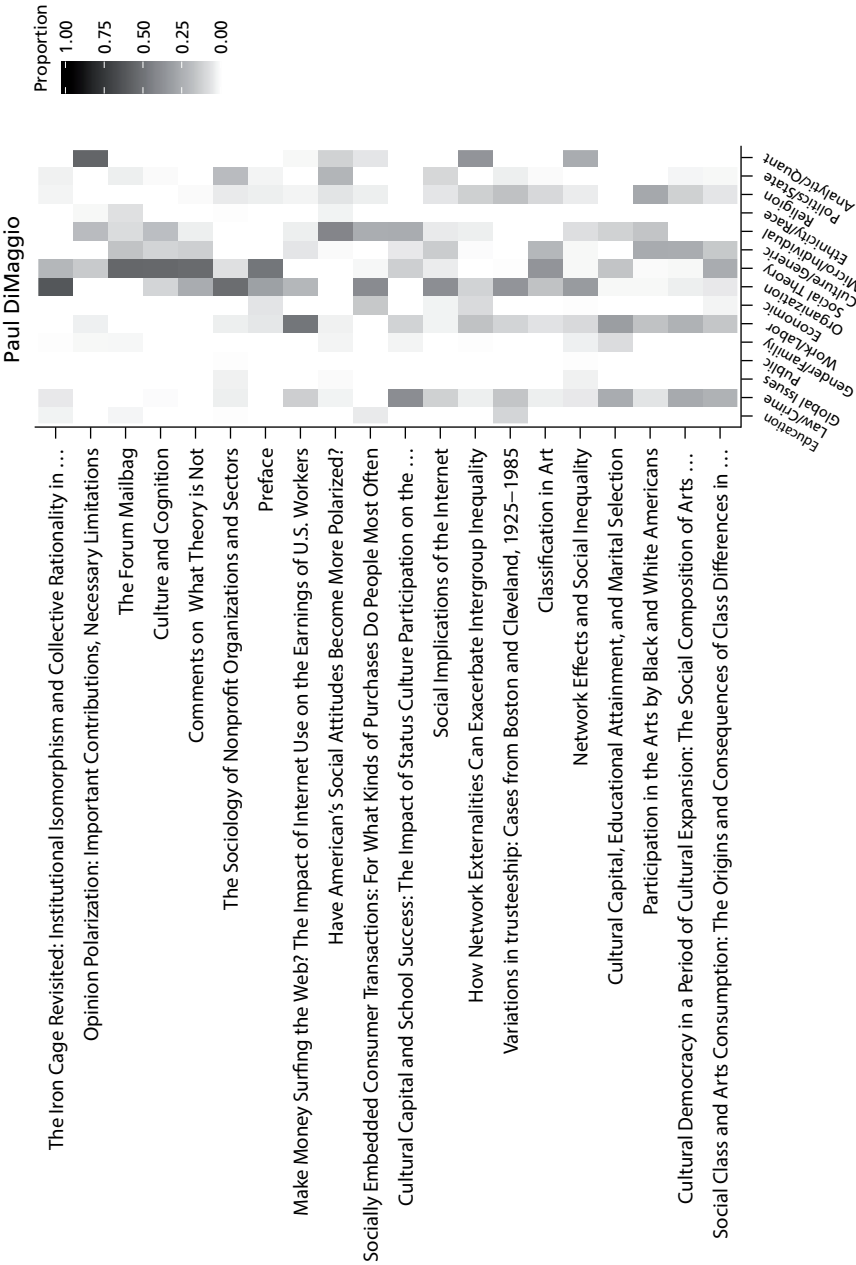 Paul DiMaggio
Proportion
1.00
0.75
0.50
0.25
0.00
The Iron Cage Revisited: Institutional Isomorphism and Collective Rationality in …
Opinion Polarization: Important Contributions, Necessary Limitations
The Forum Mailbag
Culture and Cognition
Comments on What Theory is Not
The Sociology of Nonprofit Organizations and Sectors
Preface
Make Money Surfing the Web? The Impact of Internet Use on the Earnings of U.S. Workers
Have American’s Social Attitudes Become More Polarized?
Socially Embedded Consumer Transactions: For What Kinds of Purchases Do People Most Often
Cultural Capital and School Success: The Impact of Status Culture Participation on the …
Social Implications of the Internet
How Network Externalities Can Exacerbate Intergroup Inequality
Variations in trusteeship: Cases from Boston and Cleveland, 1925–1985
Classification in Art
Network Effects and Social Inequality
Cultural Capital, Educational Attainment, and Marital Selection
Participation in the Arts by Black and White Americans
Cultural Democracy in a Period of Cultural Expansion: The Social Composition of Arts …
Social Class and Arts Consumption: The Origins and Consequences of Class Differences in …
Education
Law/Crime
Global Issues
Public
Gender/Familiy
Work/Labor
Economic
Organization
Social Theory
Culture/Generic
Micro/Individual
Ethnicity/Race
Religion
Politics/State
Analytic/Quant